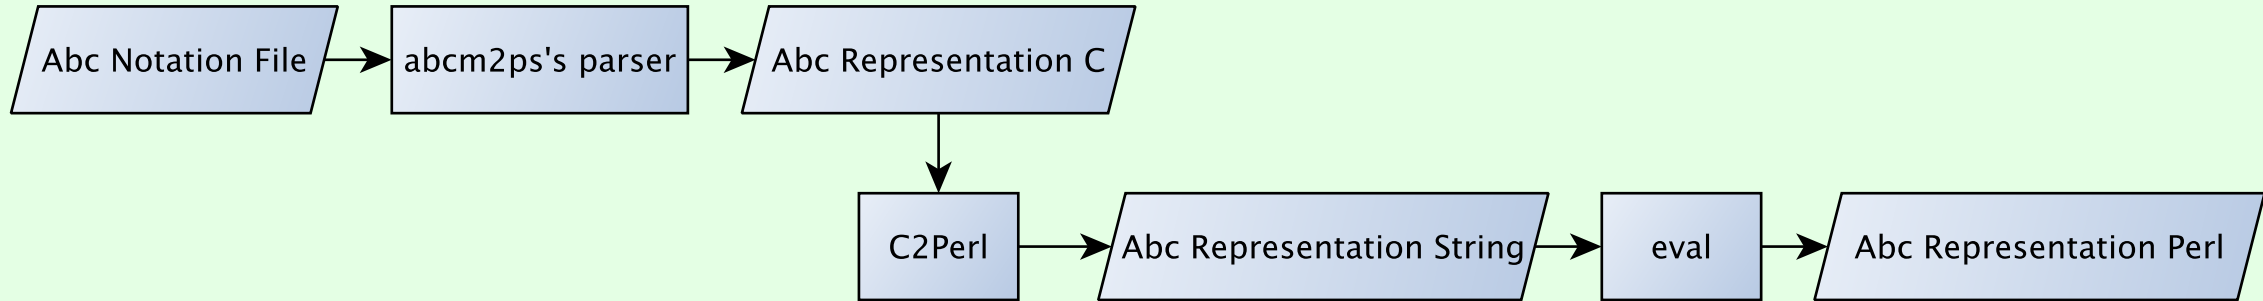 Abc Notation File
abcm2ps's parser
Abc Representation C
C2Perl
Abc Representation String
eval
Abc Representation Perl